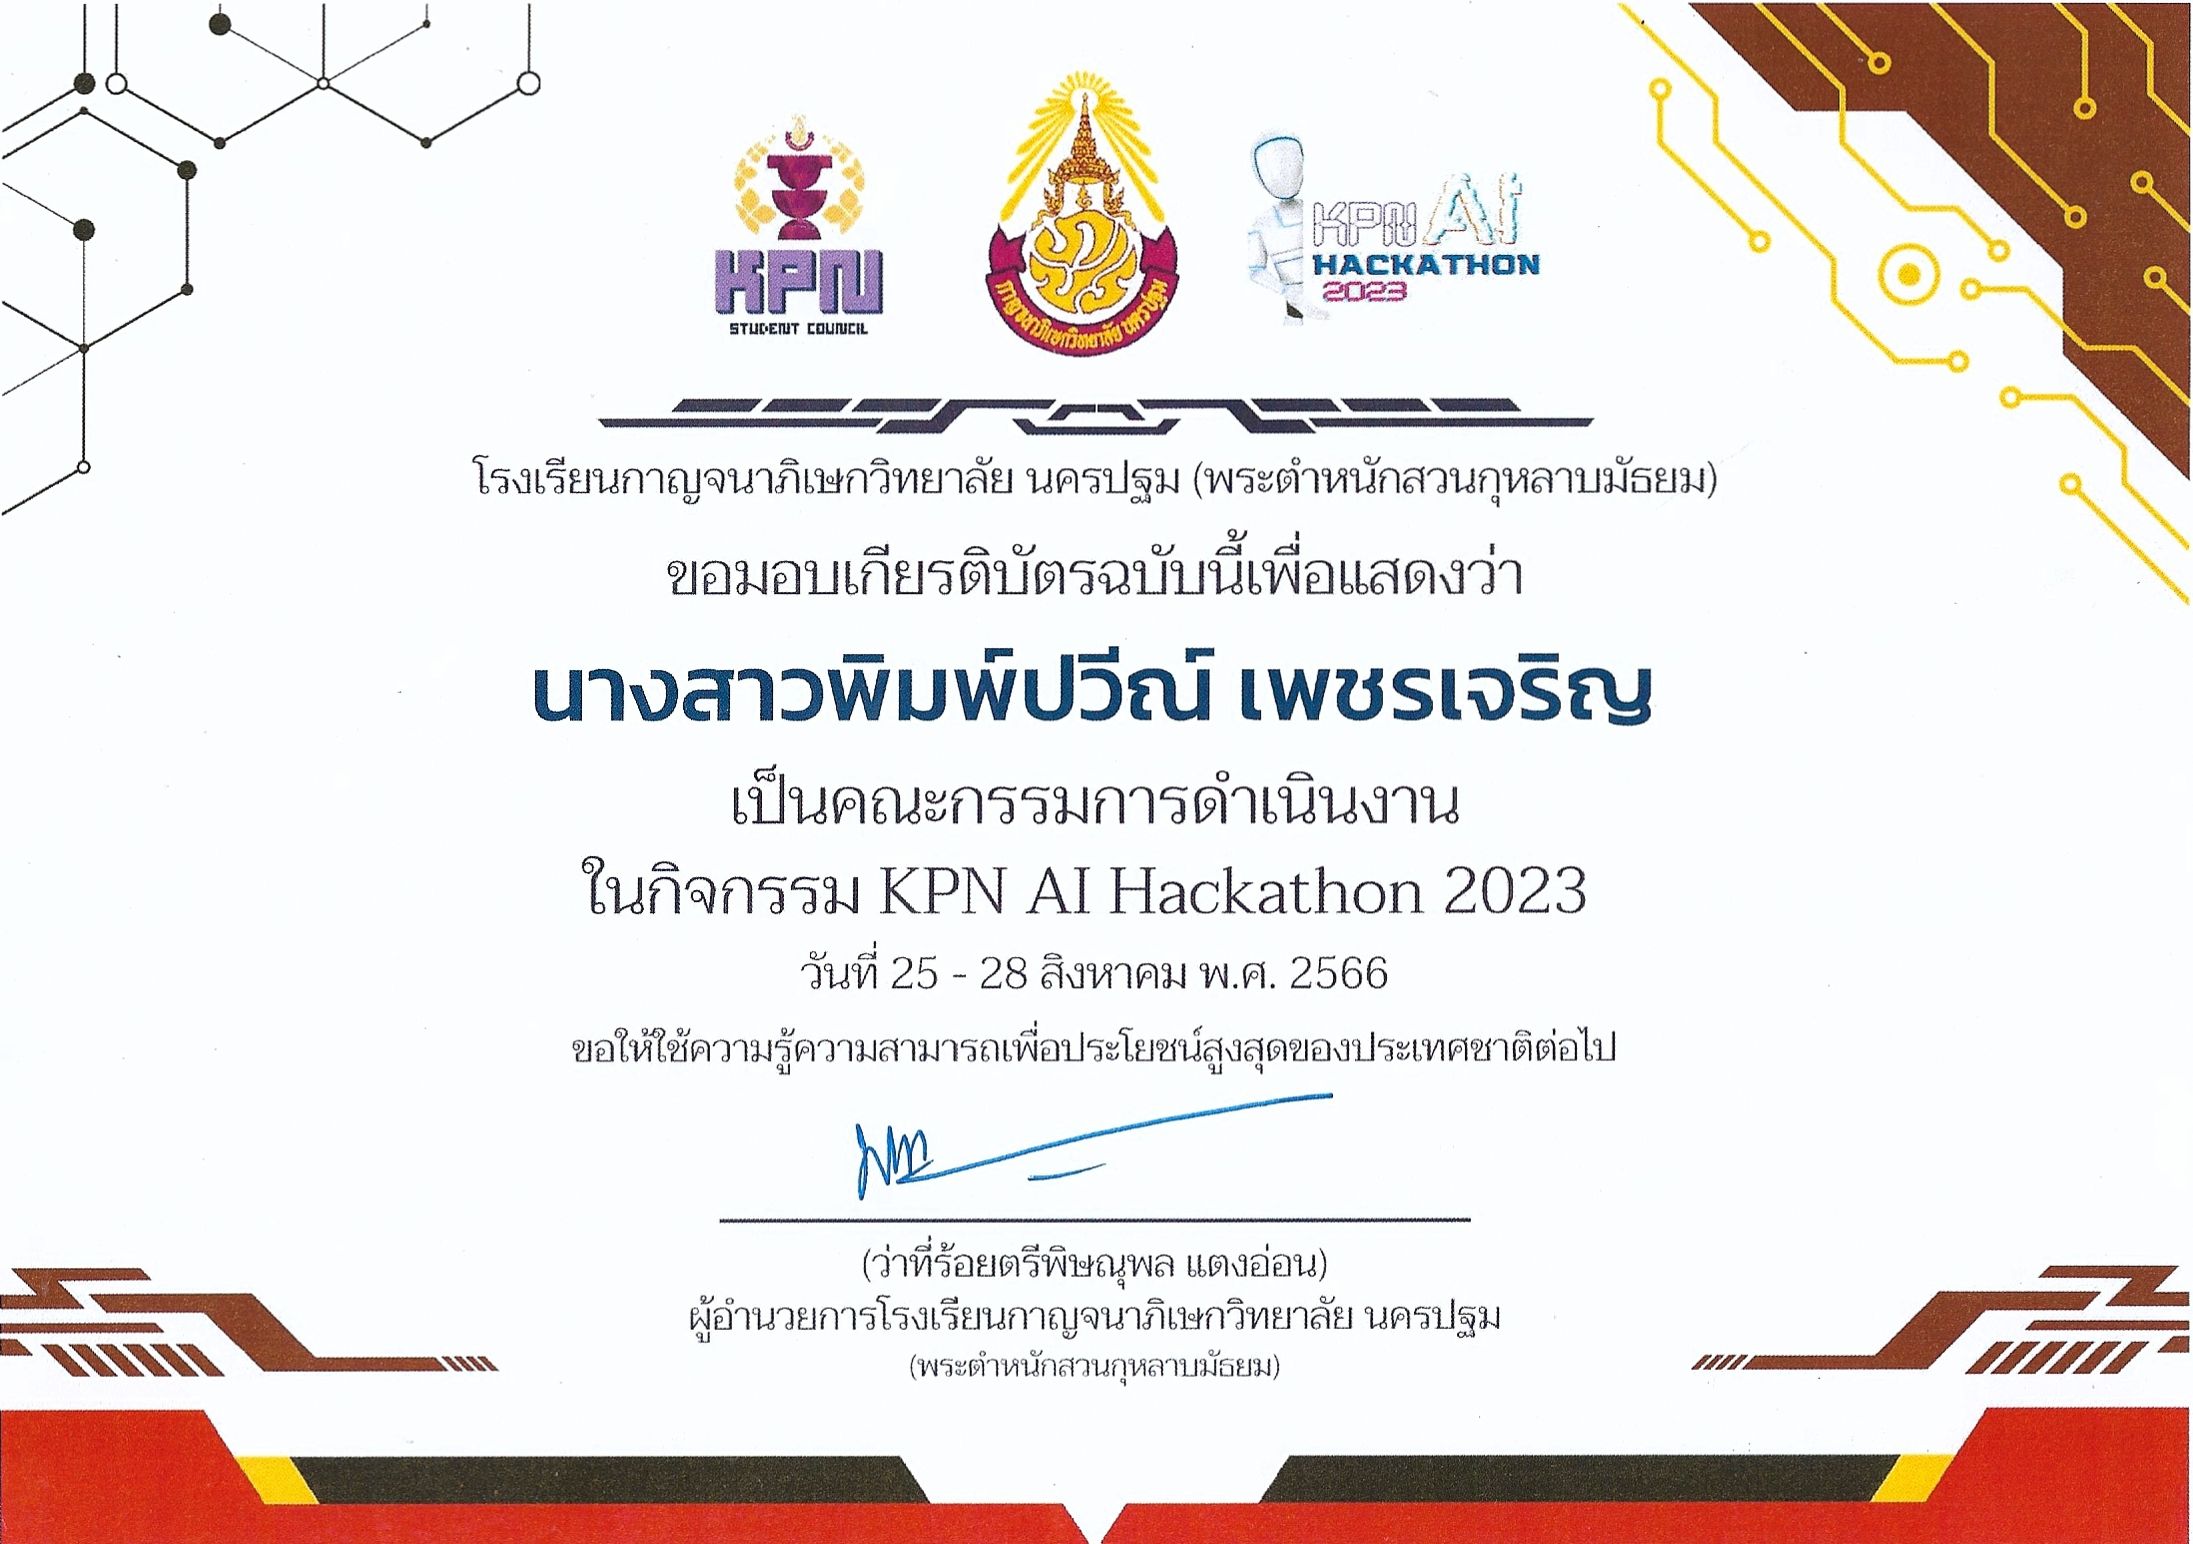 KPN
STUDENT COUNCIL
กาญจนาภิเษกวิทยาลัย นครปฐม
KPN AI
HACKATHON
2023
โรงเรียนกาญจนาภิเษกวิทยาลัย นครปฐม (พระตำหนักสวนกุหลาบมัธยม)
ขอมอบเกียรติบัตรฉบับนี้เพื่อแสดงว่า
นางสาวพิมพ์ปวีณ์ เพชรเจริญ
เป็นคณะกรรมการดำเนินงาน
ในกิจกรรม KPN AI Hackathon 2023
วันที่ 25 - 28 สิงหาคม พ.ศ. 2566
ขอให้ใช้ความรู้ความสามารถเพื่อประโยชน์สูงสุดของประเทศชาติต่อไป
(ว่าที่ร้อยตรีพิษณุพล แตงอ่อน)
ผู้อำนวยการโรงเรียนกาญจนาภิเษกวิทยาลัย นครปฐม
(พระตำหนักสวนกุหลาบมัธยม)